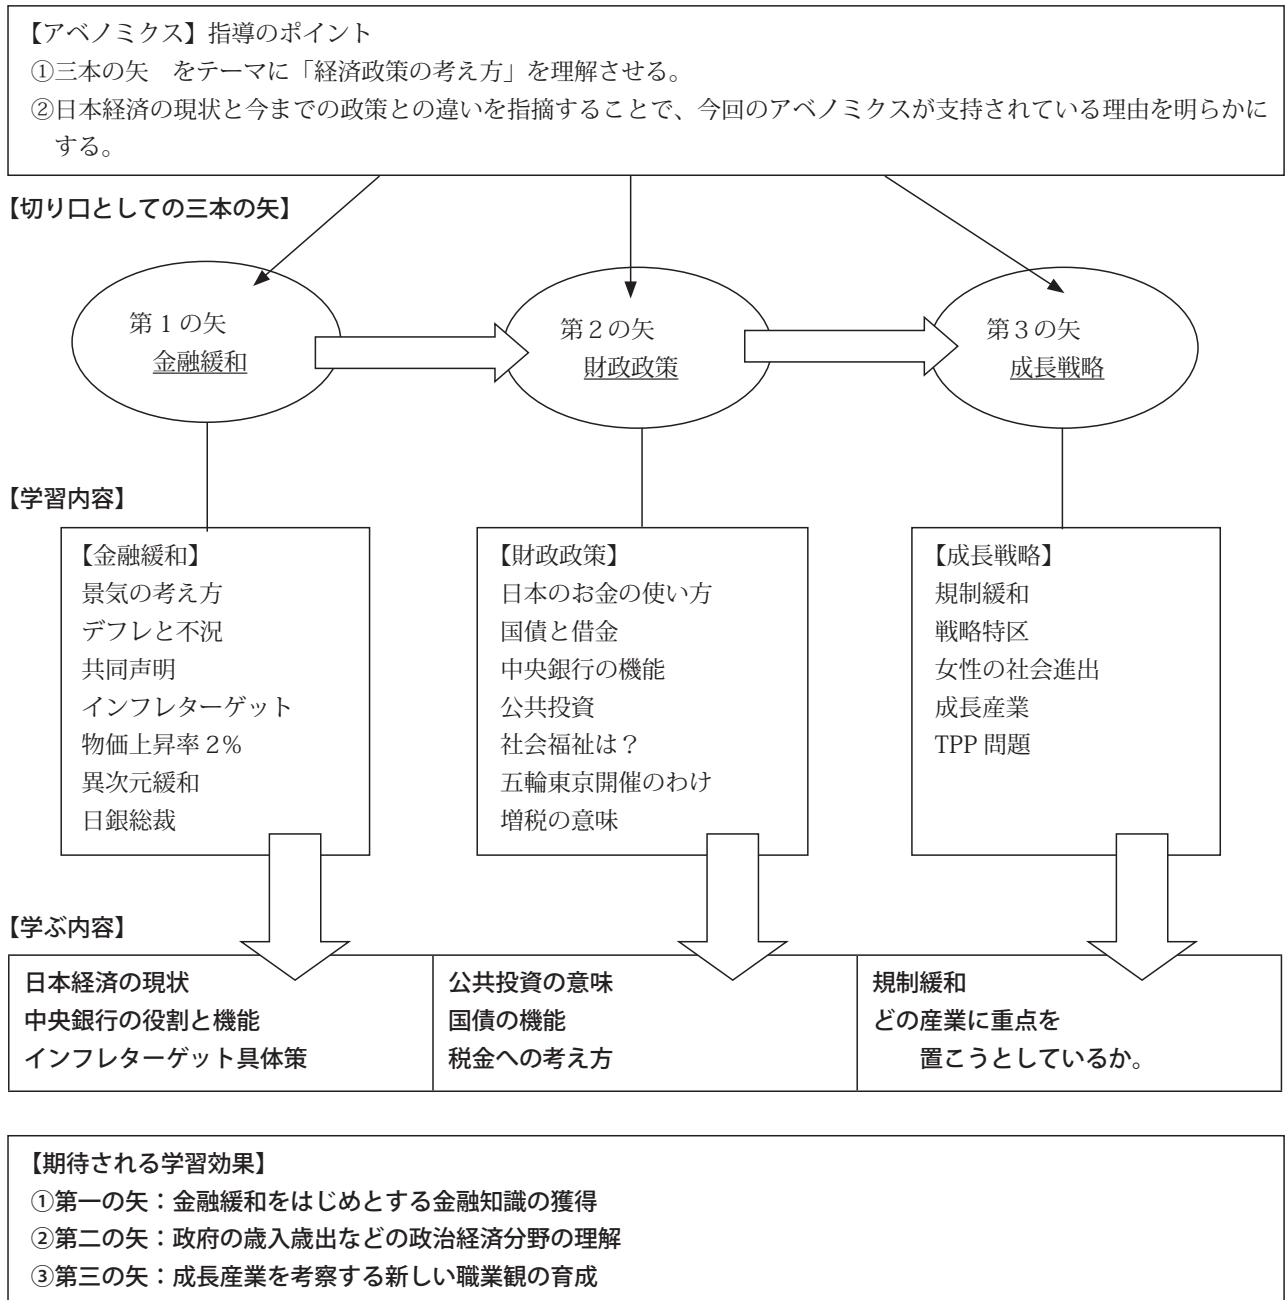 【アベノミクス】指導のポイント
①三本の矢　をテーマに「経済政策の考え方」を理解させる。
②日本経済の現状と今までの政策との違いを指摘することで、今回のアベノミクスが支持されている理由を明らかに
する。
【切り口としての三本の矢】
第１の矢
金融緩和
第２の矢
財政政策
第３の矢
成長戦略
【学習内容】
【金融緩和】
景気の考え方
デフレと不況
共同声明
インフレターゲット
物価上昇率 2%
異次元緩和
日銀総裁
【財政政策】
日本のお金の使い方
国債と借金
中央銀行の機能
公共投資
社会福祉は？
五輪東京開催のわけ
増税の意味
【成長戦略】
規制緩和
戦略特区
女性の社会進出
成長産業
TPP 問題
【学ぶ内容】
日本経済の現状
中央銀行の役割と機能
インフレターゲット具体策
公共投資の意味
国債の機能
税金への考え方
規制緩和
どの産業に重点を
置こうとしているか。
【期待される学習効果】
①第一の矢：金融緩和をはじめとする金融知識の獲得
②第二の矢：政府の歳入歳出などの政治経済分野の理解
③第三の矢：成長産業を考察する新しい職業観の育成